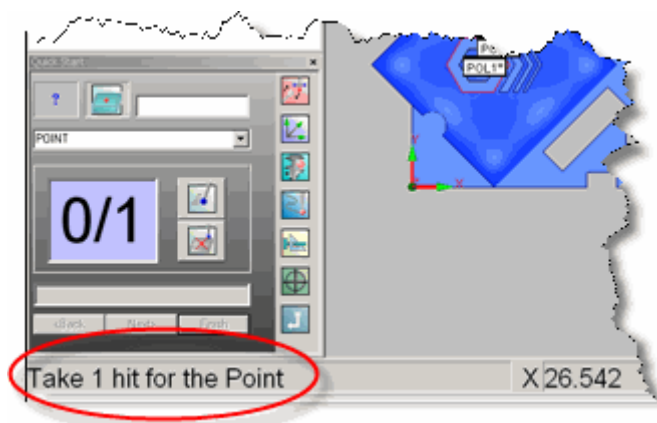 Quick Start
?
POINT
0/1
<Back
Next>
Finish
POL1*
Y
X
Take 1 hit for the Point
X 26.542